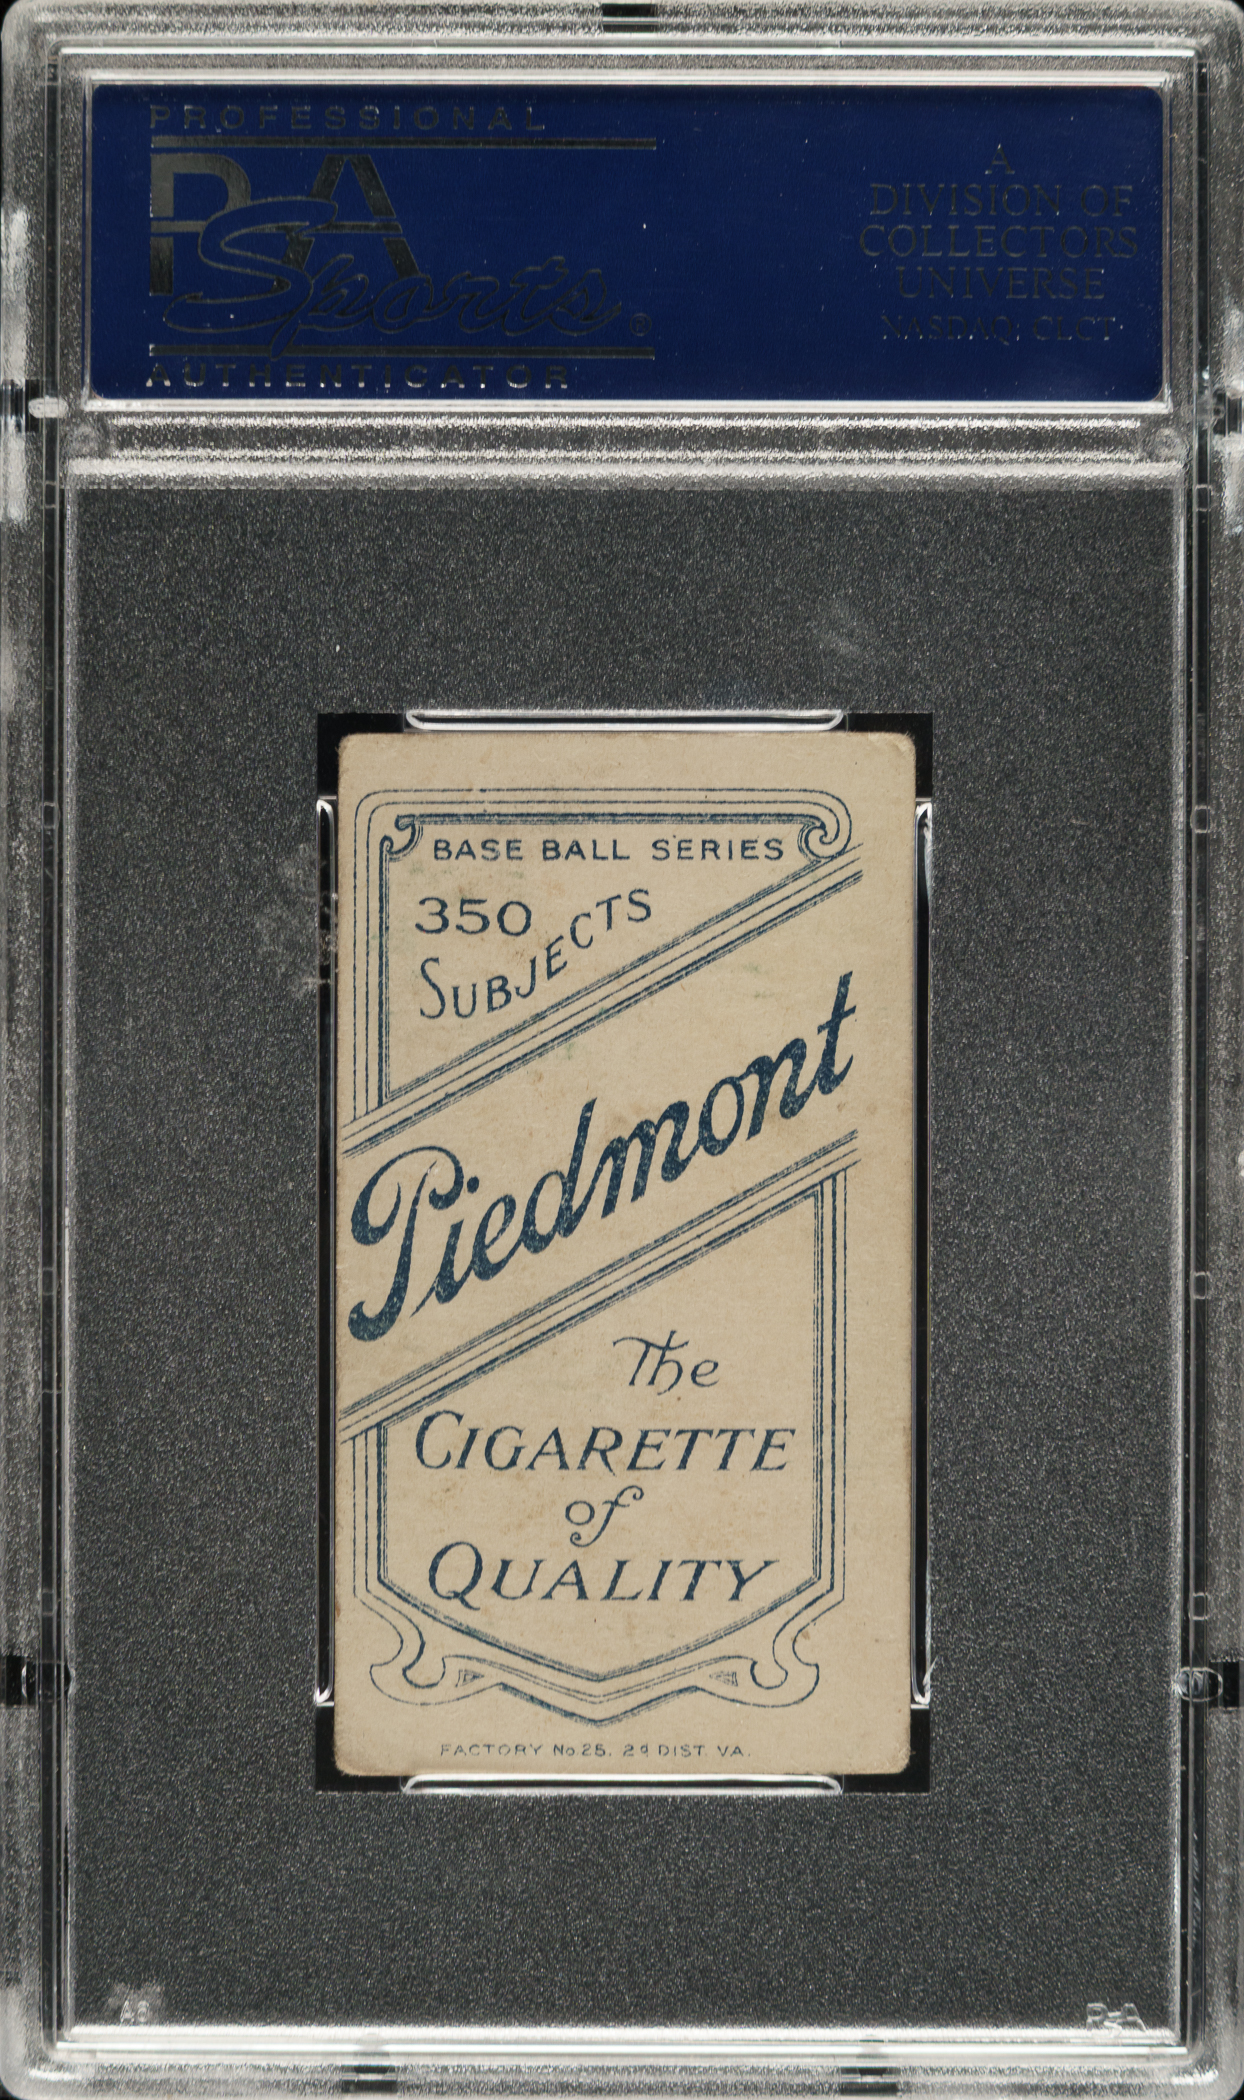 PROFESSIONAL
PSA
Sports ®
AUTHENTICATOR
A
DIVISION OF
COLLECTORS
UNIVERSE
NASDAQ: CLCT
BASE BALL SERIES
350
SUBJECTS
Piedmont
The
CIGARETTE
of
QUALITY
FACTORY No 25. 2d DIST. VA.
PSA